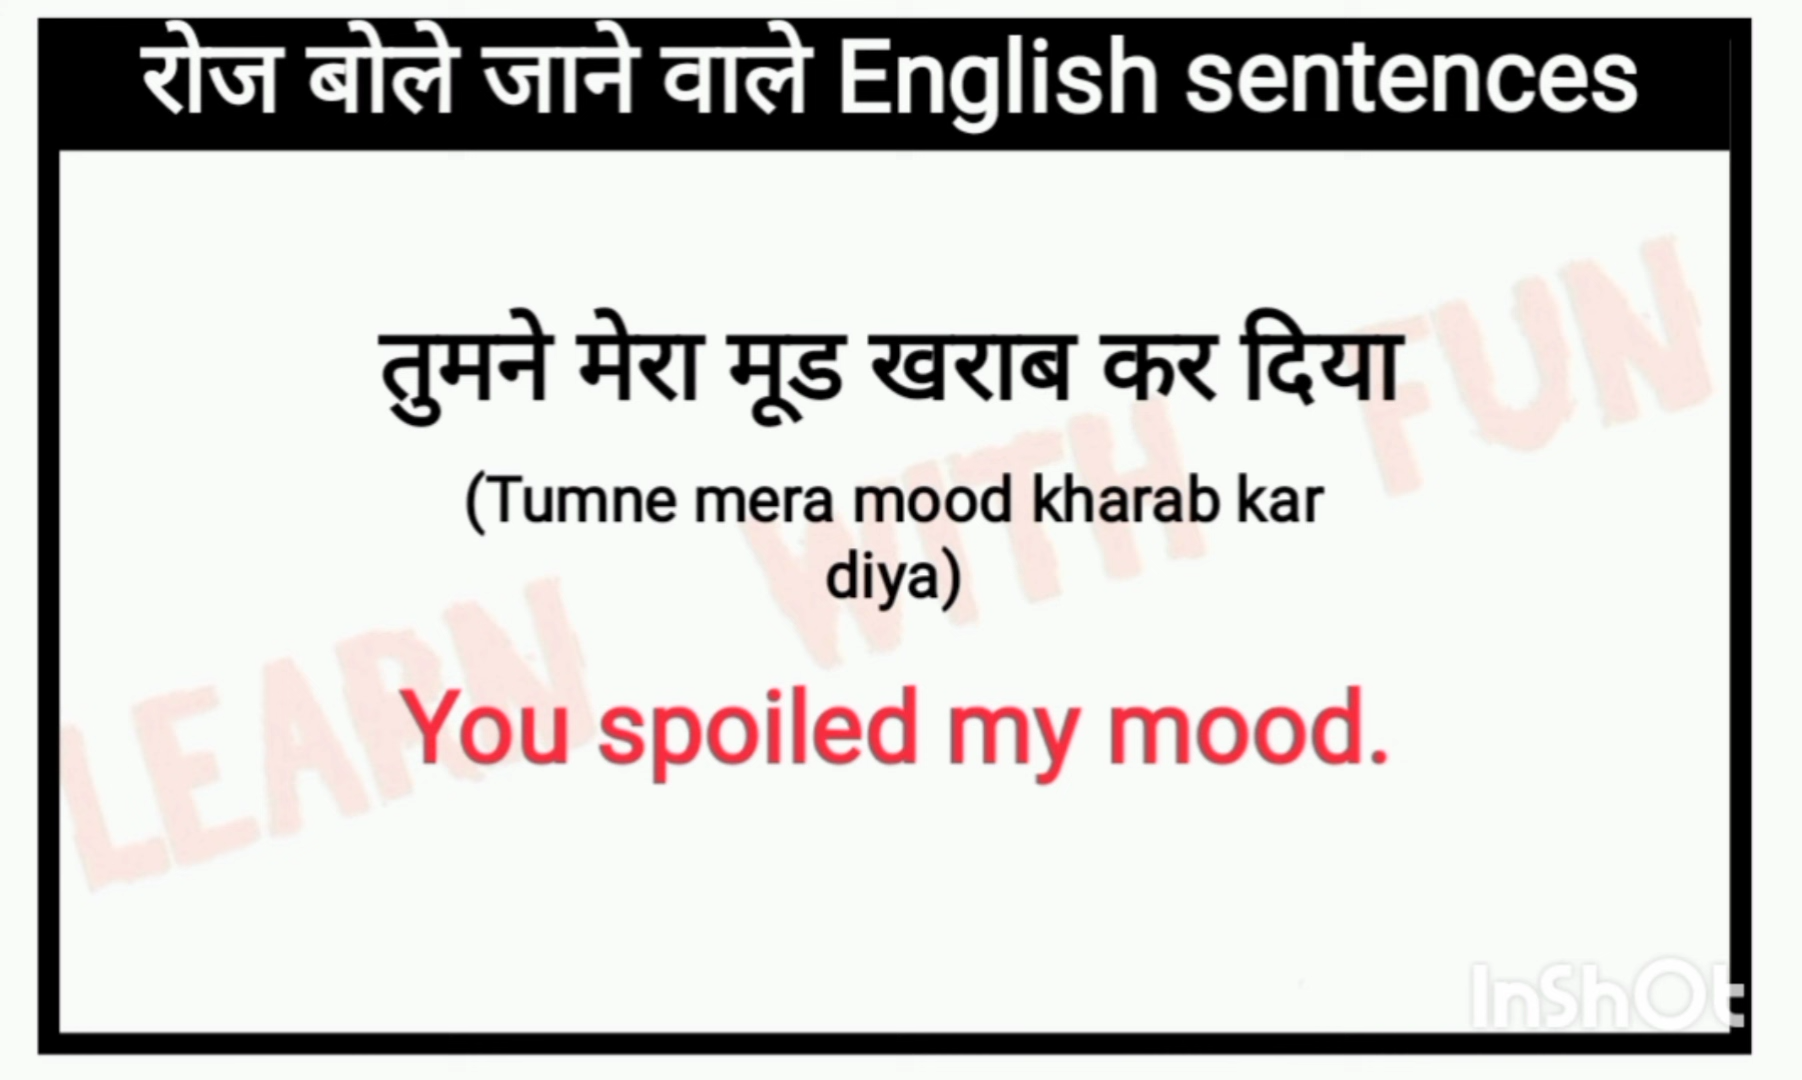 रोज बोले जाने वाले English sentences
तुमने मेरा मूड खराब कर दिया
(Tumne mera mood kharab kar
diya)
You spoiled my mood.
LEARN WITH FUN
InShOt